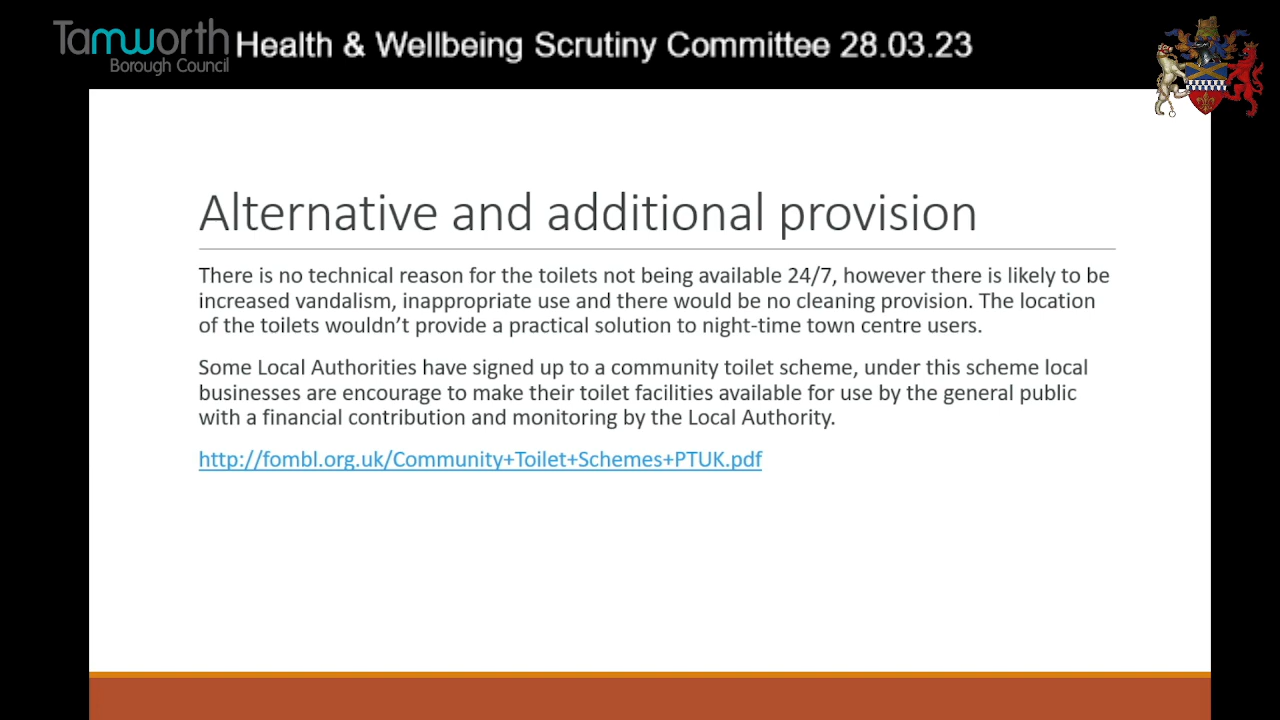 Tamworth
Borough Council
Health & Wellbeing Scrutiny Committee 28.03.23
Alternative and additional provision
There is no technical reason for the toilets not being available 24/7, however there is likely to be
increased vandalism, inappropriate use and there would be no cleaning provision. The location
of the toilets wouldn't provide a practical solution to night-time town centre users.
Some Local Authorities have signed up to a community toilet scheme, under this scheme local
businesses are encourage to make their toilet facilities available for use by the general public
with a financial contribution and monitoring by the Local Authority.
http://fombl.org.uk/Community+Toilet+Schemes+PTUK.pdf